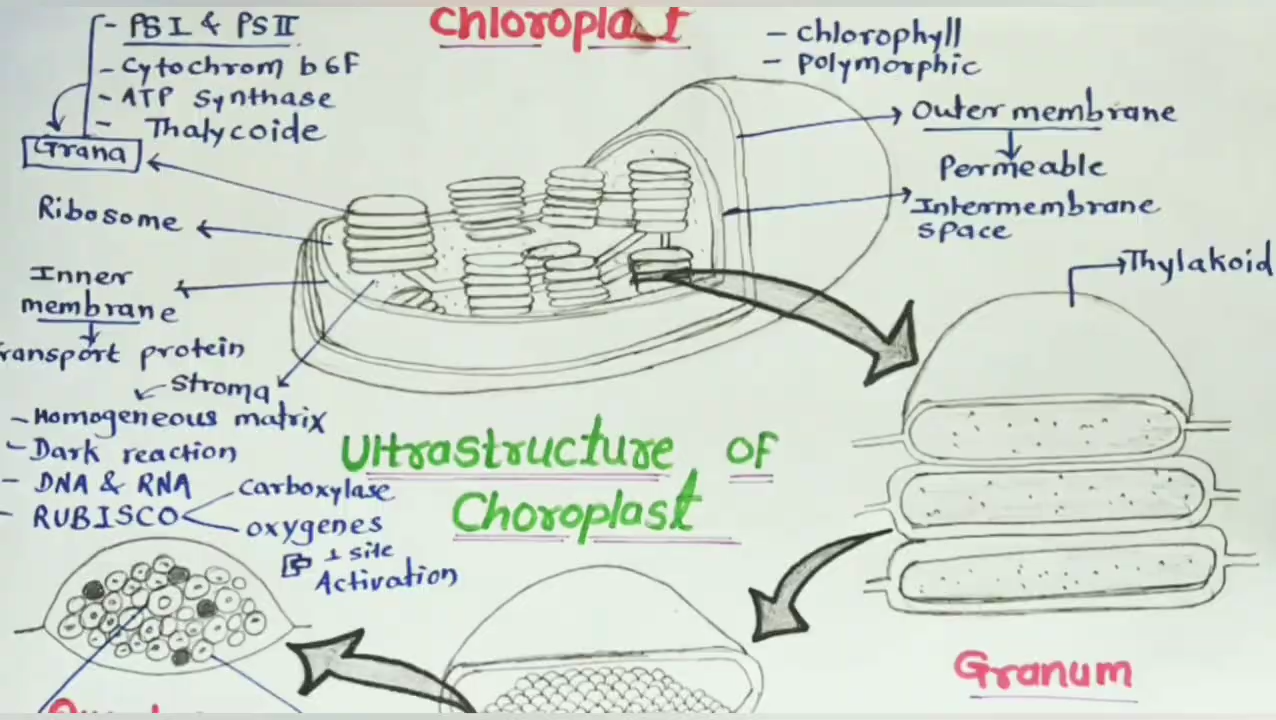 Chloroplast
- PS I & PS II
- Cytochrom b6F
- ATP Synthase
- Thalycoide
Grana
Ribosome
Inner
membrane
Transport protein
Stroma
- Homogeneous matrix
- Dark reaction
- DNA & RNA
- RUBISCO
carboxylase
oxygenes
1 site
Activation
- chlorophyll
- polymorphic
Outer membrane
Permeable
Intermembrane
space
Thylakoid
Ultrastructure of
Choroplast
Granum